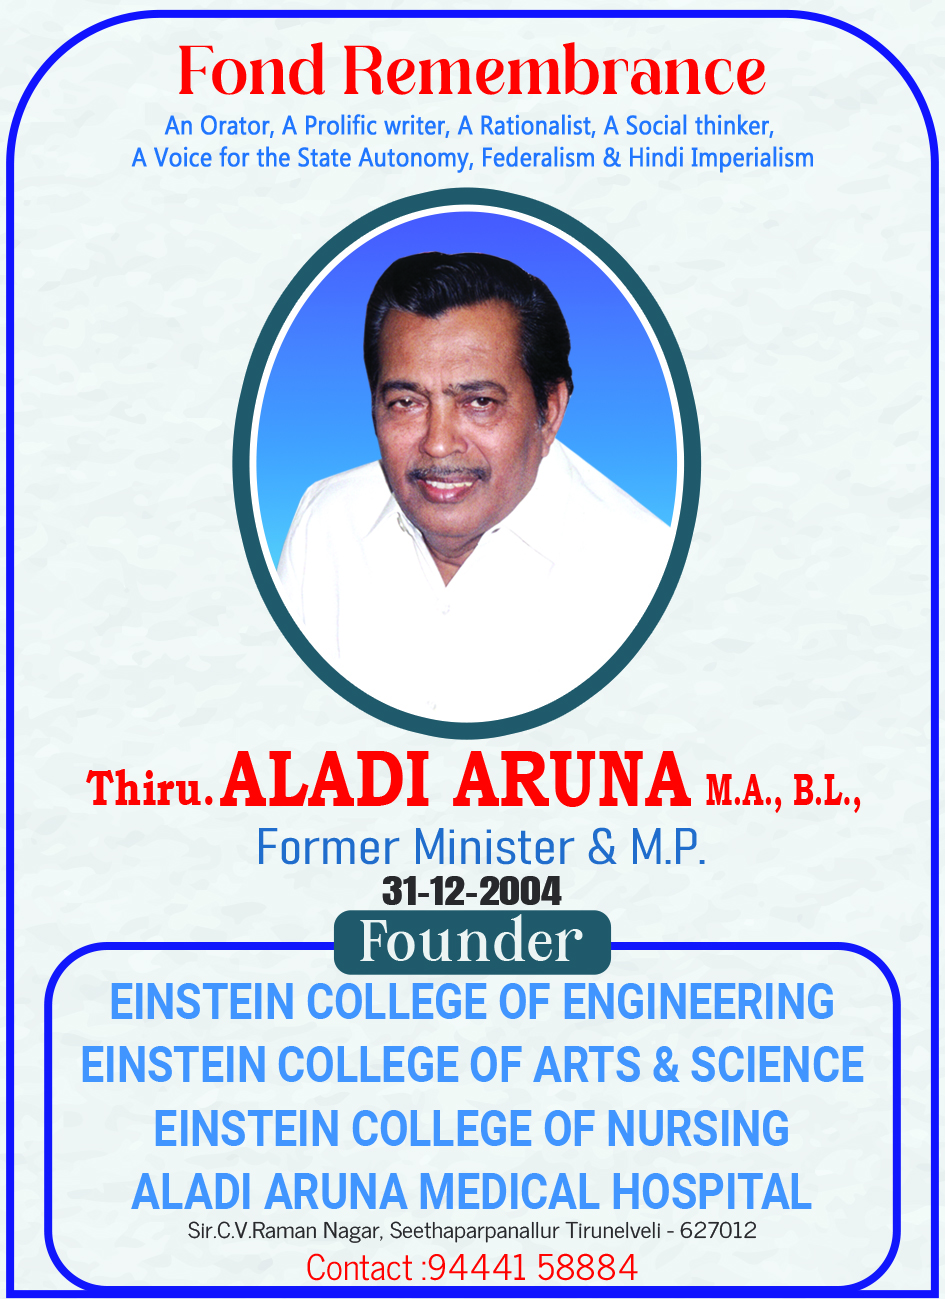 Fond Remembrance
An Orator, A Prolific writer, A Rationalist, A Social thinker,
A Voice for the State Autonomy, Federalism & Hindi Imperialism
Thiru. ALADI ARUNA M.A., B.L.,
Former Minister & M.P.
31-12-2004
Founder
EINSTEIN COLLEGE OF ENGINEERING
EINSTEIN COLLEGE OF ARTS & SCIENCE
EINSTEIN COLLEGE OF NURSING
ALADI ARUNA MEDICAL HOSPITAL
Sir.C.V.Raman Nagar, Seethaparpanallur Tirunelveli - 627012
Contact :94441 58884